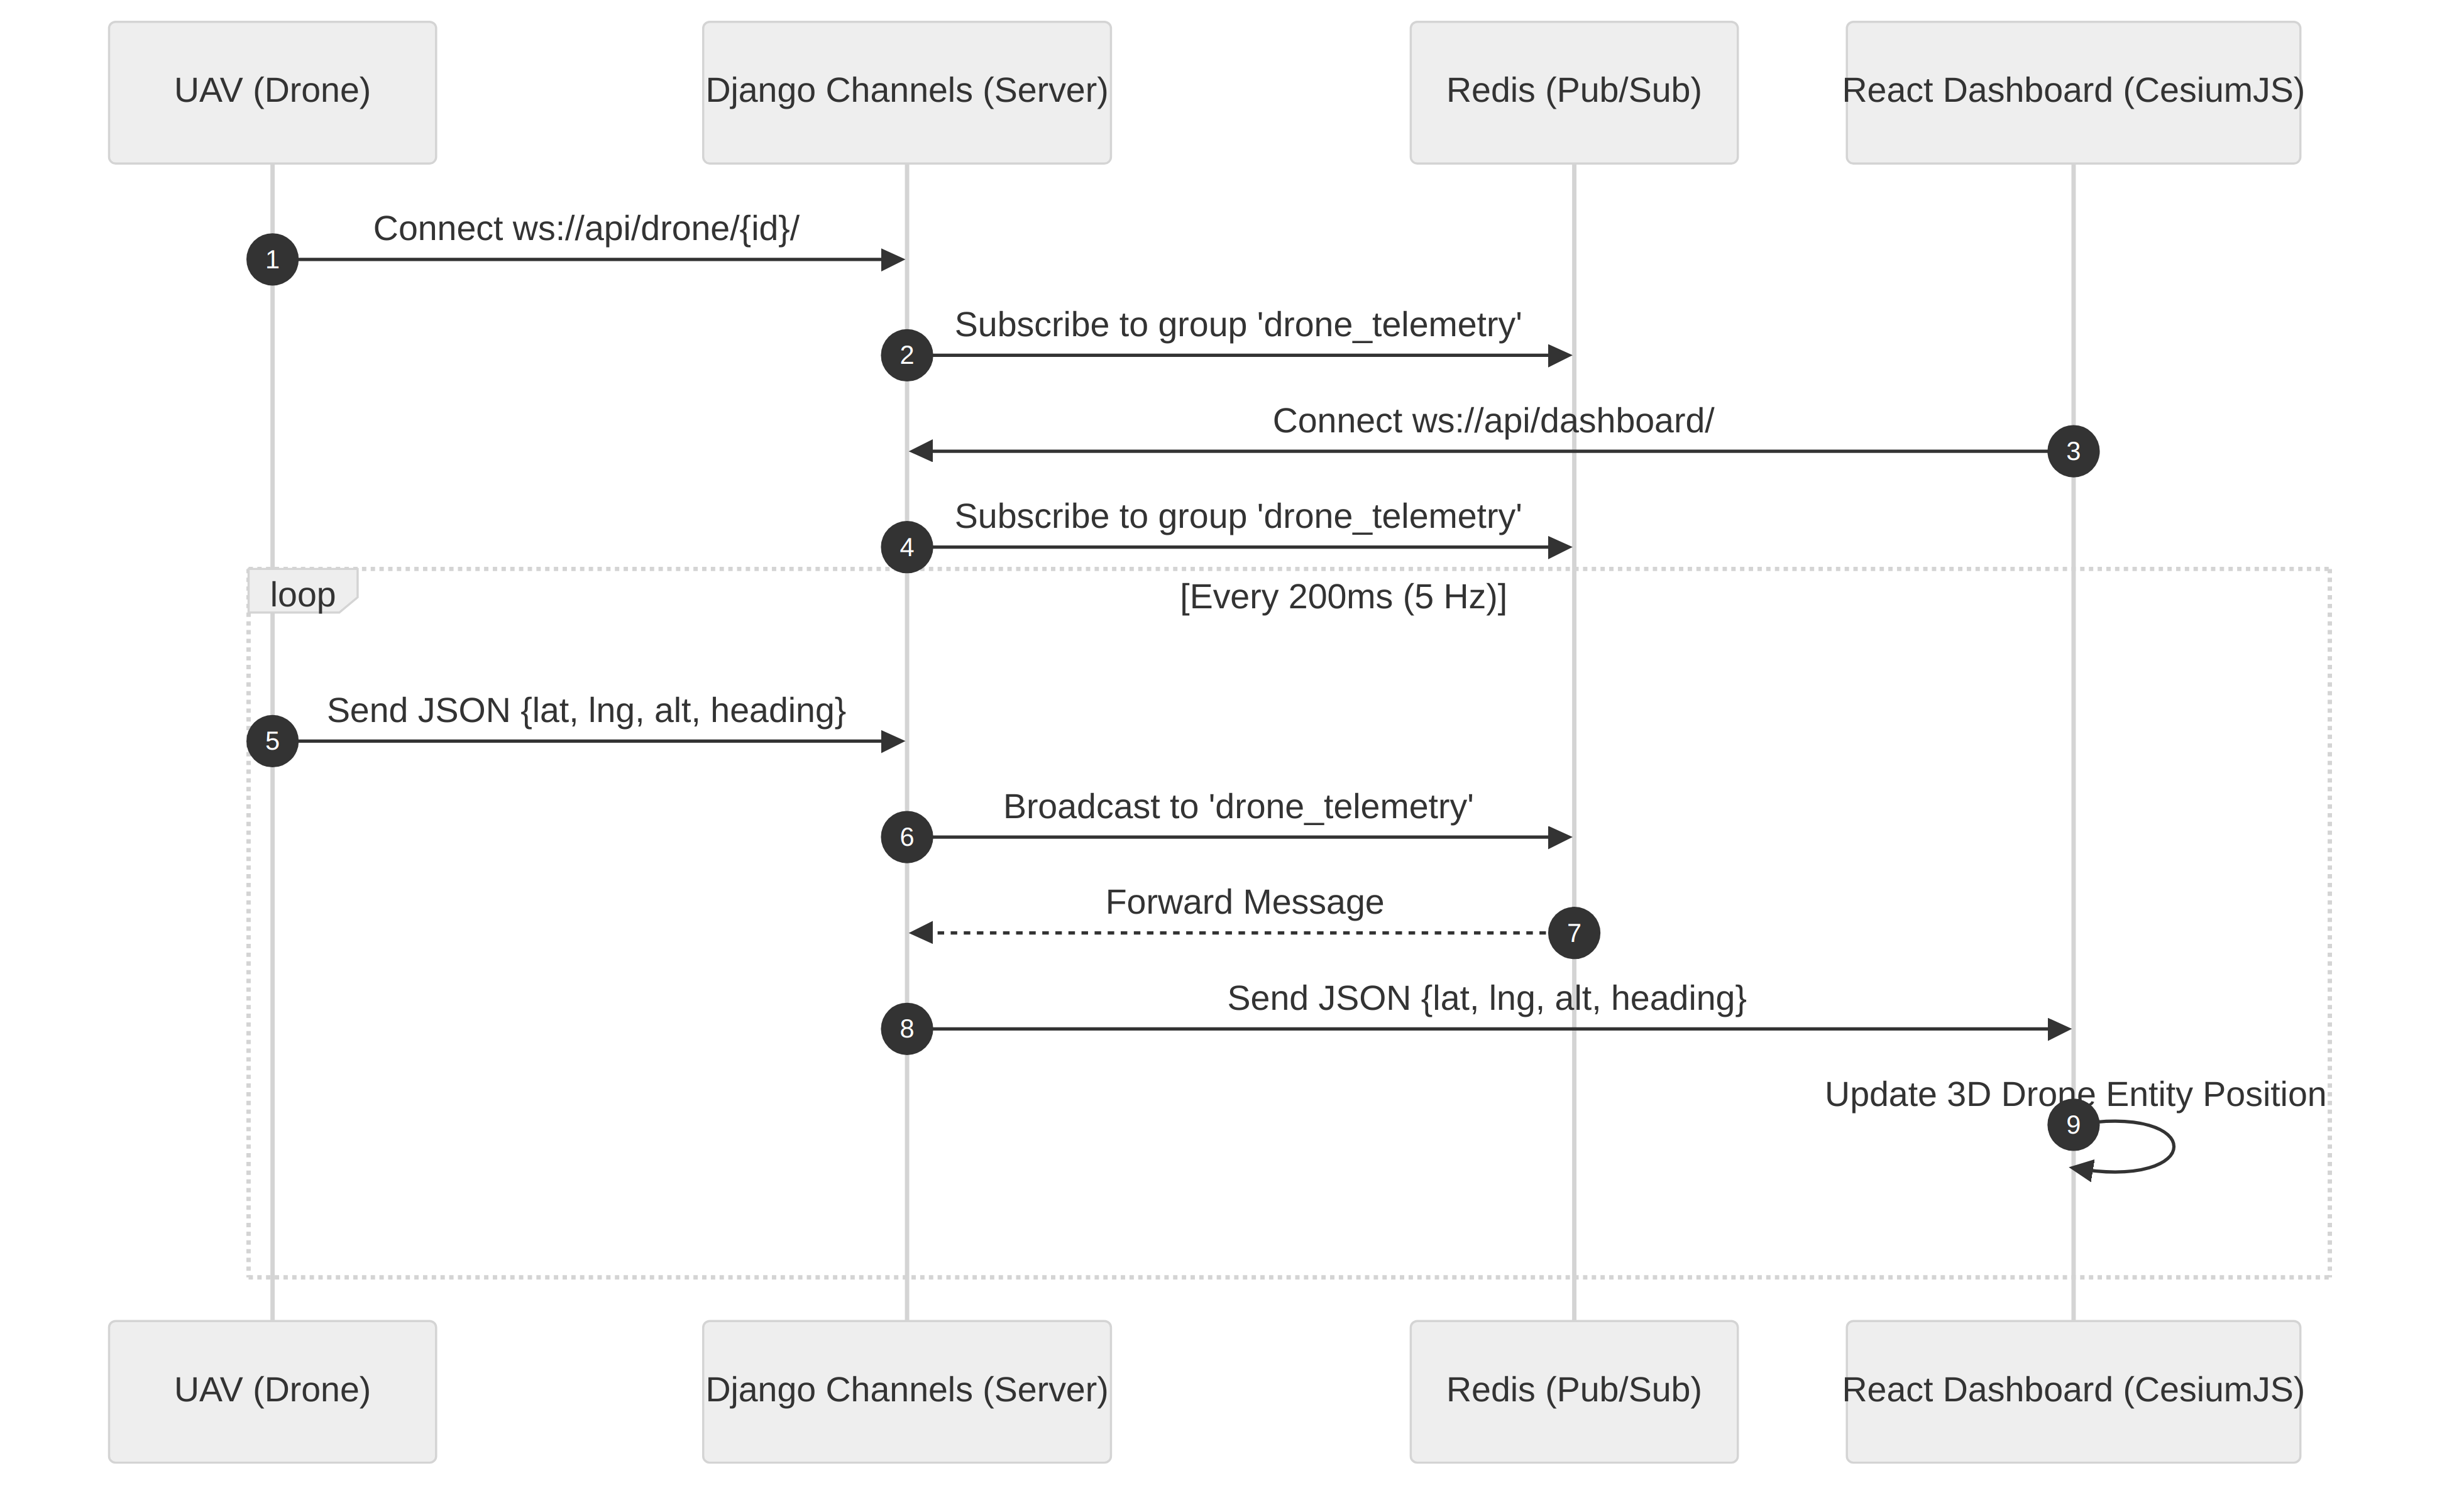 UAV (Drone)
Django Channels (Server)
Redis (Pub/Sub)
React Dashboard (CesiumJS)
Connect ws://api/drone/{id}/
1
Subscribe to group 'drone_telemetry'
2
Connect ws://api/dashboard/
3
Subscribe to group 'drone_telemetry'
4
loop
[Every 200ms (5 Hz)]
Send JSON {lat, lng, alt, heading}
5
Broadcast to 'drone_telemetry'
6
Forward Message
7
Send JSON {lat, lng, alt, heading}
8
Update 3D Drone Entity Position
9
UAV (Drone)
Django Channels (Server)
Redis (Pub/Sub)
React Dashboard (CesiumJS)